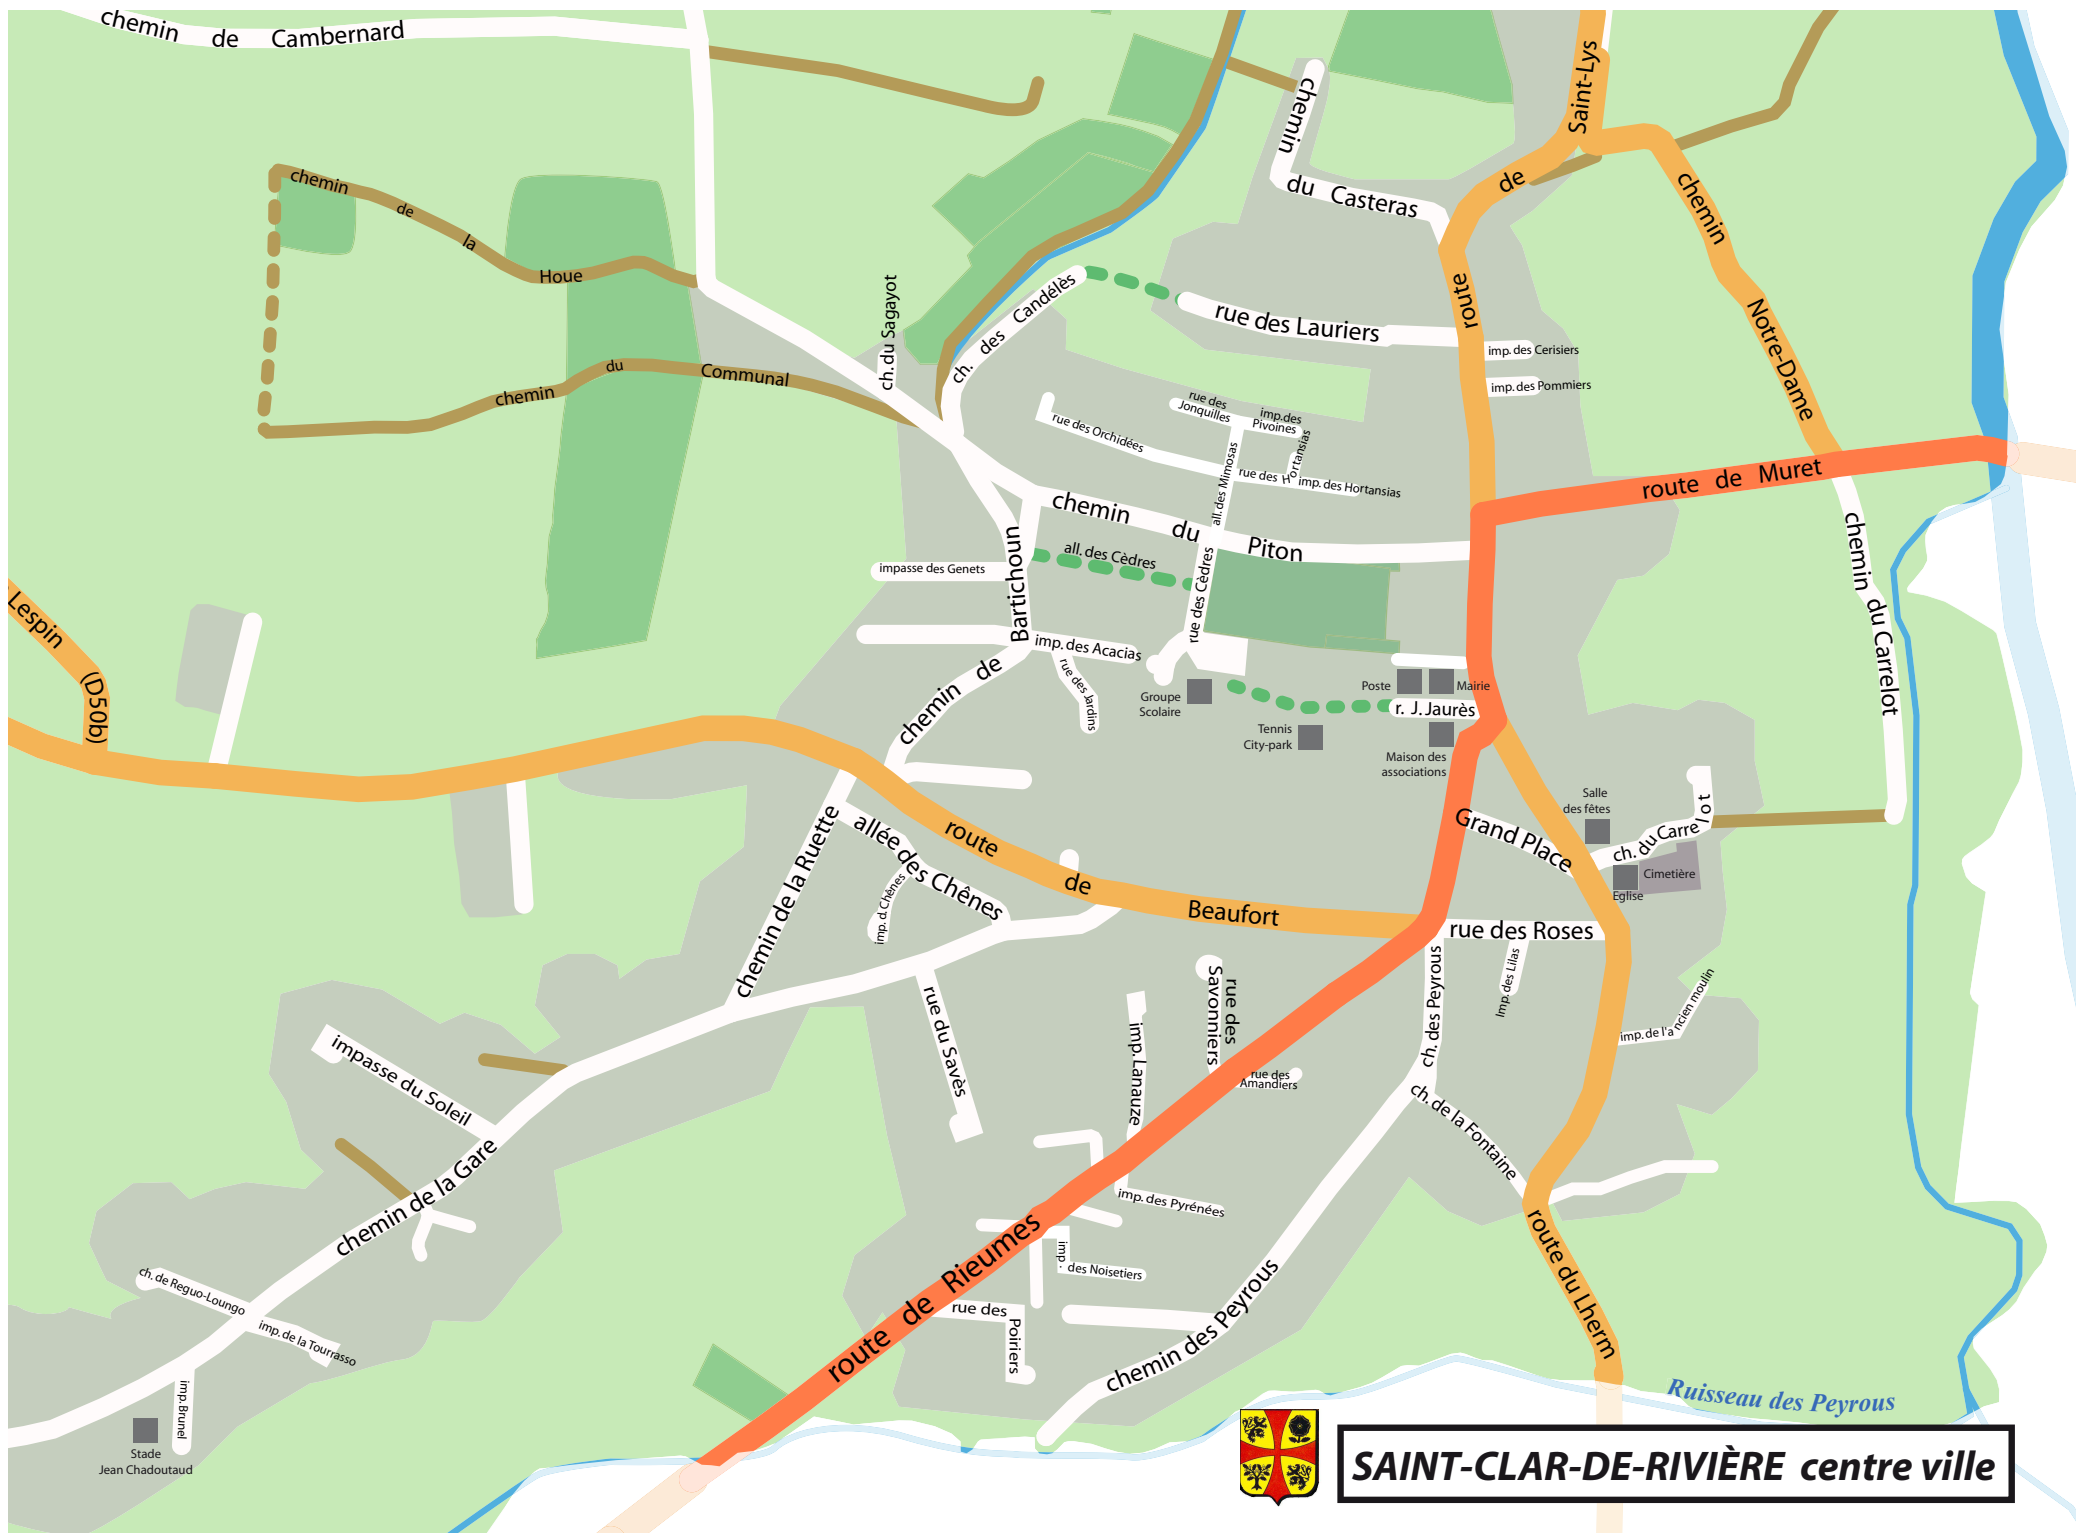 chemin de Cambernard
Saint-Lys
chemin
du Casteras
de
route
chemin
Notre-Dame
chemin
de
la
Houe
ch. du Sagayot
ch. des Candélès
rue des Lauriers
imp. des Cerisiers
imp. des Pommiers
chemin
du
Communal
rue des
Jonquilles
imp.des
Pivoines
rue des Orchidées
all. des Mimosas
rue des H
ortansias
imp. des Hortansias
route de Muret
chemin
du
Piton
all. des Cèdres
rue des Cèdres
impasse des Genets
chemin de
Bartichoun
imp. des Acacias
rue des Jardins
chemin du Carrelot
Lespin
(D50b)
Groupe
Scolaire
Poste
Mairie
r. J.Jaurès
Tennis
City-park
Maison des
associations
Salle
des fêtes
Grand Place
ch. du Carrelot
Cimetière
Eglise
chemin de la Ruette
allée des Chênes
imp. d. Chênes
route
de
Beaufort
rue des Roses
Imp. des Lilas
imp. de l'ancien moulin
ch. des Peyrous
rue des
Savonniers
rue des
Amandiers
imp. Lanauze
rue du Savès
impasse du Soleil
chemin de la Gare
ch. de la Fontaine
imp. des Pyrénées
imp. des Noisetiers
route de Rieumes
rue des
Poiriers
chemin des Peyrous
route du Lherm
ch. de Reguo-Loungo
imp. de la Tourrasso
imp. Brunel
Stade
Jean Chadoutaud
Ruisseau des Peyrous
SAINT-CLAR-DE-RIVIÈRE centre ville